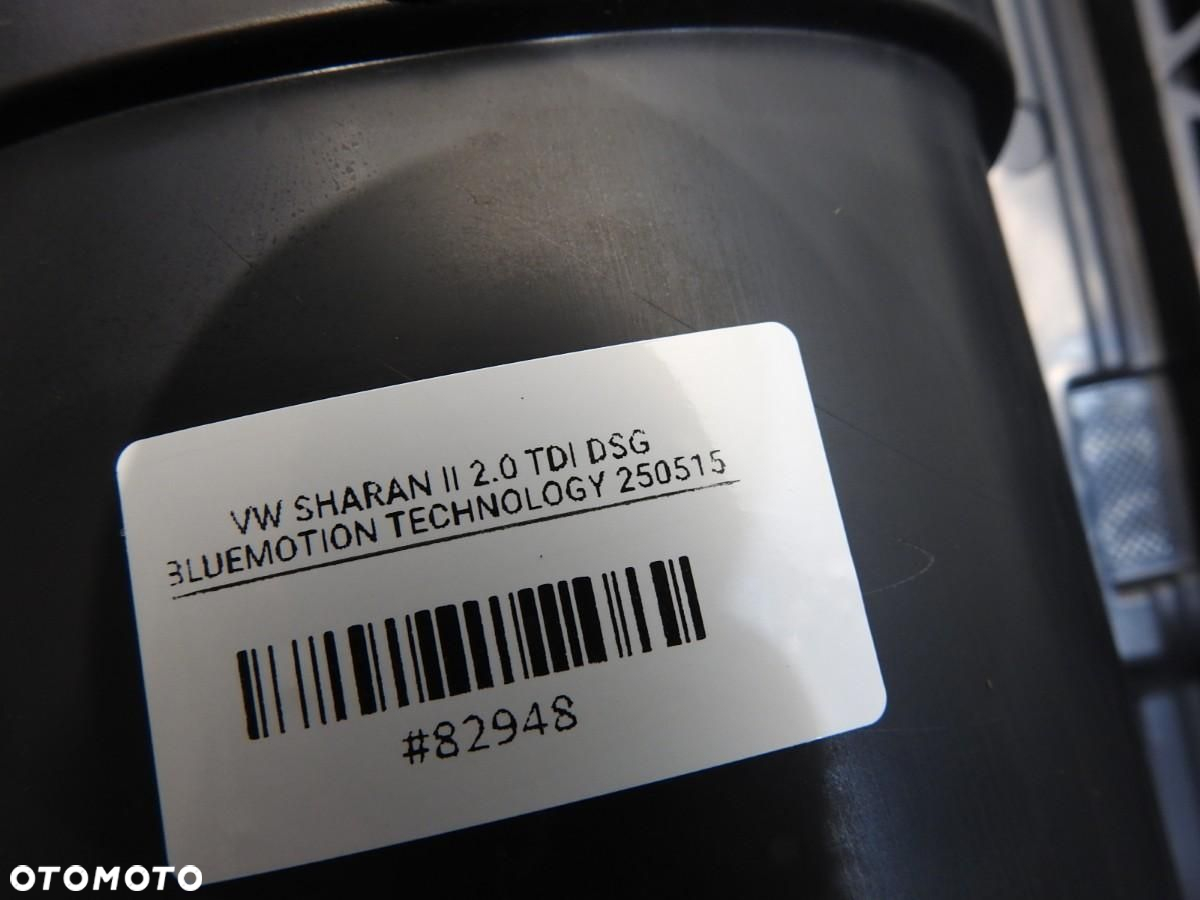 VW SHARAN II 2.0 TDI DSG
BLUEMOTION TECHNOLOGY 250515
#82948
OTOMOTO